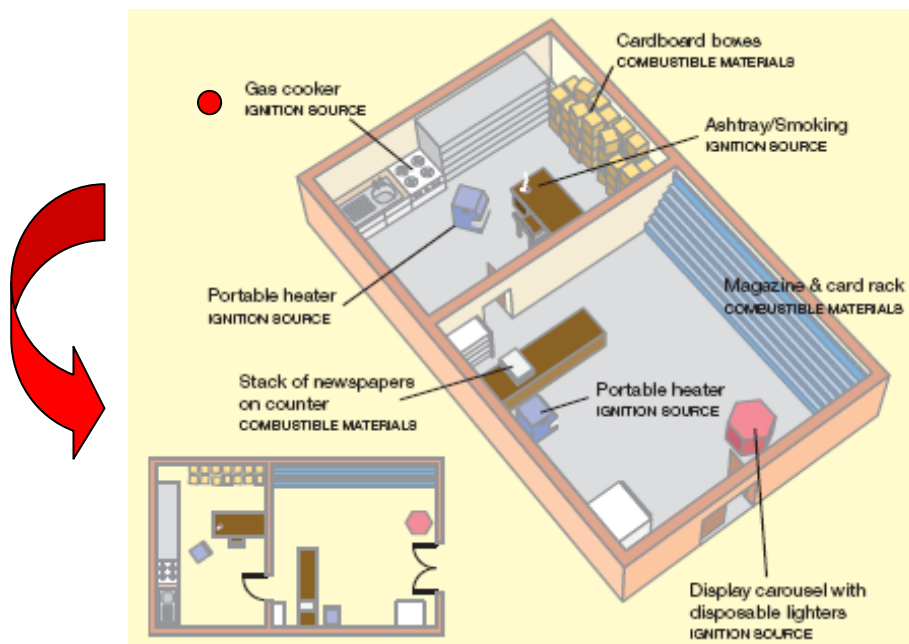 Cardboard boxes
COMBUSTIBLE MATERIALS
Gas cooker
IGNITION SOURCE
Ashtray/Smoking
IGNITION SOURCE
Portable heater
IGNITION SOURCE
Magazine & card rack
COMBUSTIBLE MATERIALS
Stack of newspapers
on counter
COMBUSTIBLE MATERIALS
Portable heater
IGNITION SOURCE
Display carousel with
disposable lighters
IGNITION SOURCE